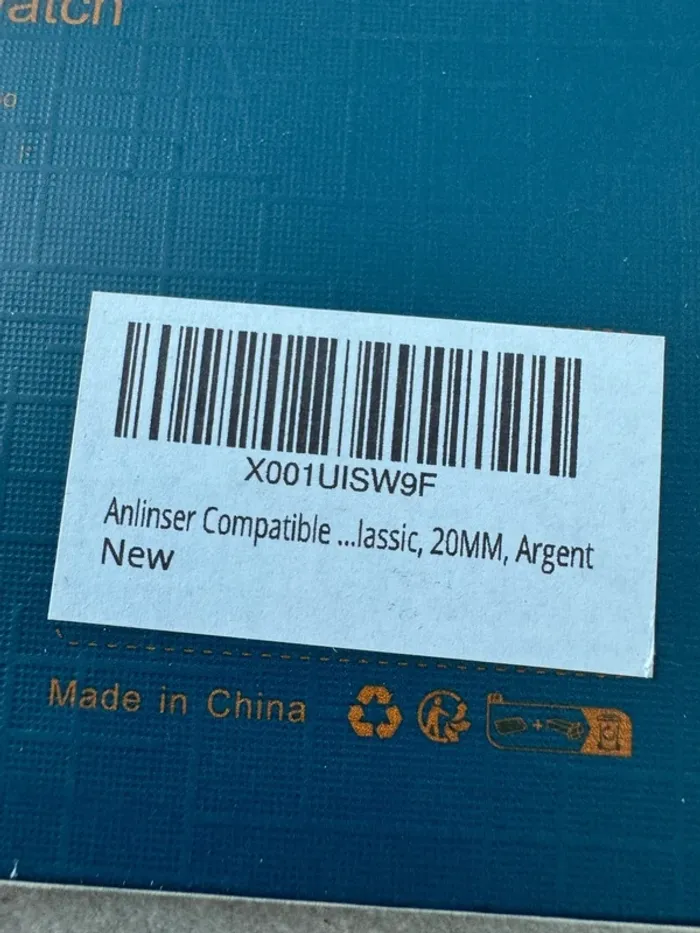 atch
X001UISW9F
Anlinser Compatible ...lassic, 20MM, Argent
New
Made in China